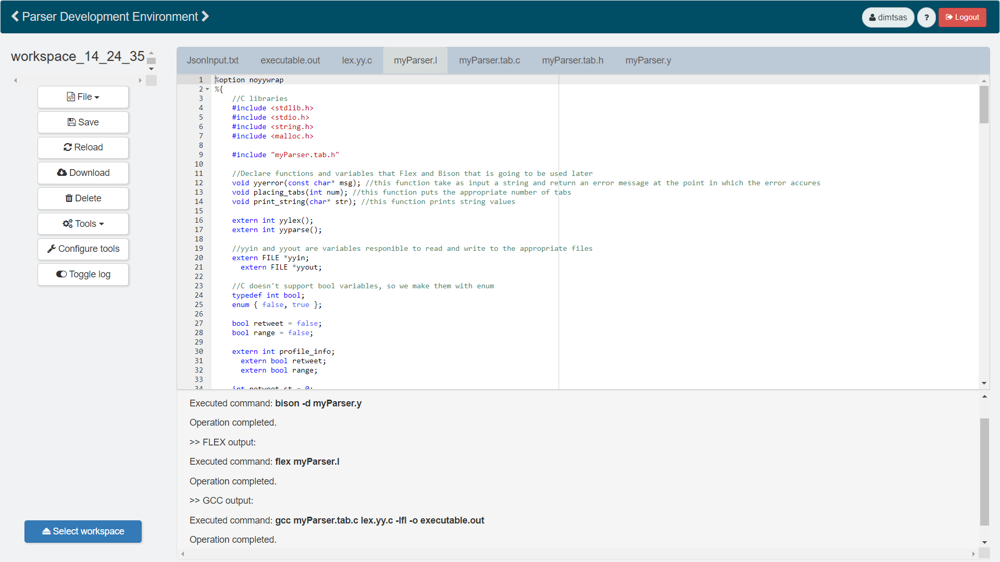 Parser Development Environment
dimtsas
?
Logout
workspace_14_24_35
File
Save
Reload
Download
Delete
Tools
Configure tools
Toggle log
Select workspace
JsonInput.txt executable.out lex.yy.c myParser.l myParser.tab.c myParser.tab.h myParser.y
1 %option noyywrap
2 %{
3 //C libraries
4 #include <stdlib.h>
5 #include <stdio.h>
6 #include <string.h>
7 #include <malloc.h>
8
9 #include "myParser.tab.h"
10
11 //Declare functions and variables that Flex and Bison that is going to be used later
12 void yyerror(const char* msg); //this function take as input a string and return an error message at the point in which the error accures
13 void placing_tabs(int num); //this function puts the appropriate number of tabs
14 void print_string(char* str); //this function prints string values
15
16 extern int yylex();
17 extern int yyparse();
18
19 //yyin and yyout are variables responible to read and write to the appropriate files
20 extern FILE *yyin;
21 extern FILE *yyout;
22
23 //C doesn't support bool variables, so we make them with enum
24 typedef int bool;
25 enum { false, true };
26
27 bool retweet = false;
28 bool range = false;
29
30 extern int profile_info;
31 extern bool retweet;
32 extern bool range;
33
34 int retweet_st = 0;
Executed command: bison -d myParser.y
Operation completed.
>> FLEX output:
Executed command: flex myParser.l
Operation completed.
>> GCC output:
Executed command: gcc myParser.tab.c lex.yy.c -lfl -o executable.out
Operation completed.